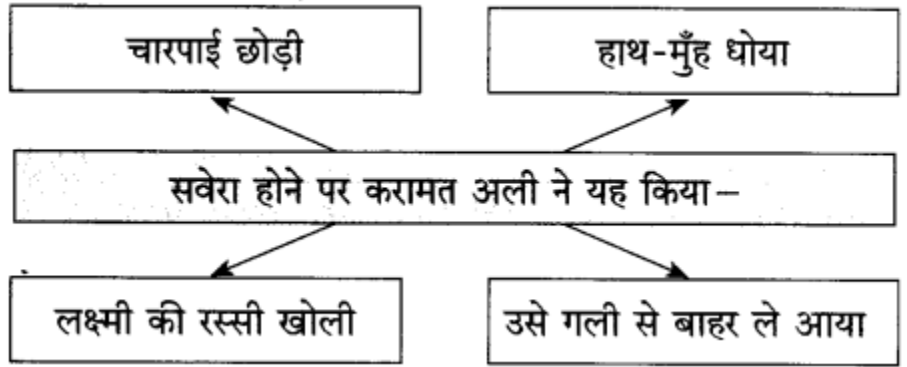 चारपाई छोड़ी
हाथ-मुँह धोया
सवेरा होने पर करामत अली ने यह किया–
लक्ष्मी की रस्सी खोली
उसे गली से बाहर ले आया